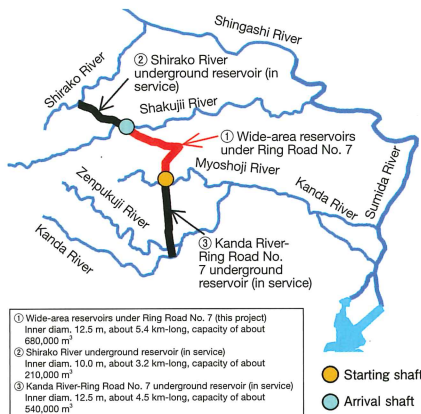 Shingashi River
② Shirako River
underground reservoir (in
service)
Shirako River
Shakujii River
① Wide-area reservoirs
under Ring Road No. 7
Myoshoji River
Zenpukuji River
Kanda River
Sumida River
Kanda River
③ Kanda River-
Ring Road No.
7 underground
reservoir (in service)
① Wide-area reservoirs under Ring Road No. 7 (this project)
Inner diam. 12.5 m, about 5.4 km-long, capacity of about
680,000 m³
② Shirako River underground reservoir (in service)
Inner diam. 10.0 m, about 3.2 km-long, capacity of about
210,000 m³
③ Kanda River-Ring Road No. 7 underground reservoir (in service)
Inner diam. 12.5 m, about 4.5 km-long, capacity of about
540,000 m³
Starting shaft
Arrival shaft